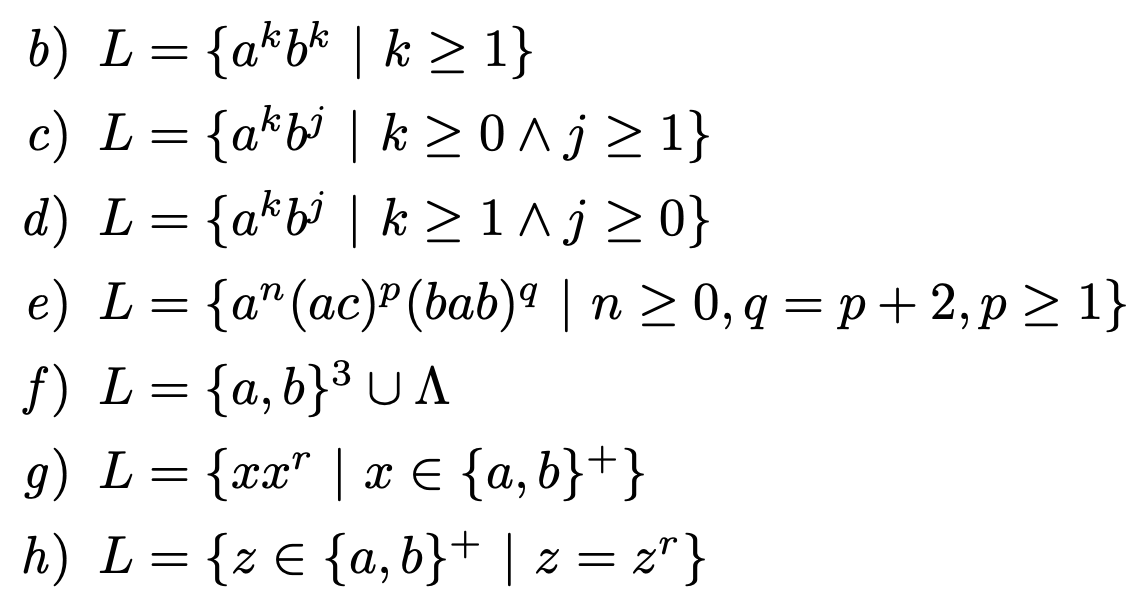 b) L = {a^k b^k | k ≥ 1}
c) L = {a^k b^j | k ≥ 0 ∧ j ≥ 1}
d) L = {a^k b^j | k ≥ 1 ∧ j ≥ 0}
e) L = {a^n (ac)^p (bab)^q | n ≥ 0, q = p + 2, p ≥ 1}
f) L = {a, b}^3 ∪ Λ
g) L = {xx^r | x ∈ {a, b}^+}
h) L = {z ∈ {a, b}^+ | z = z^r}